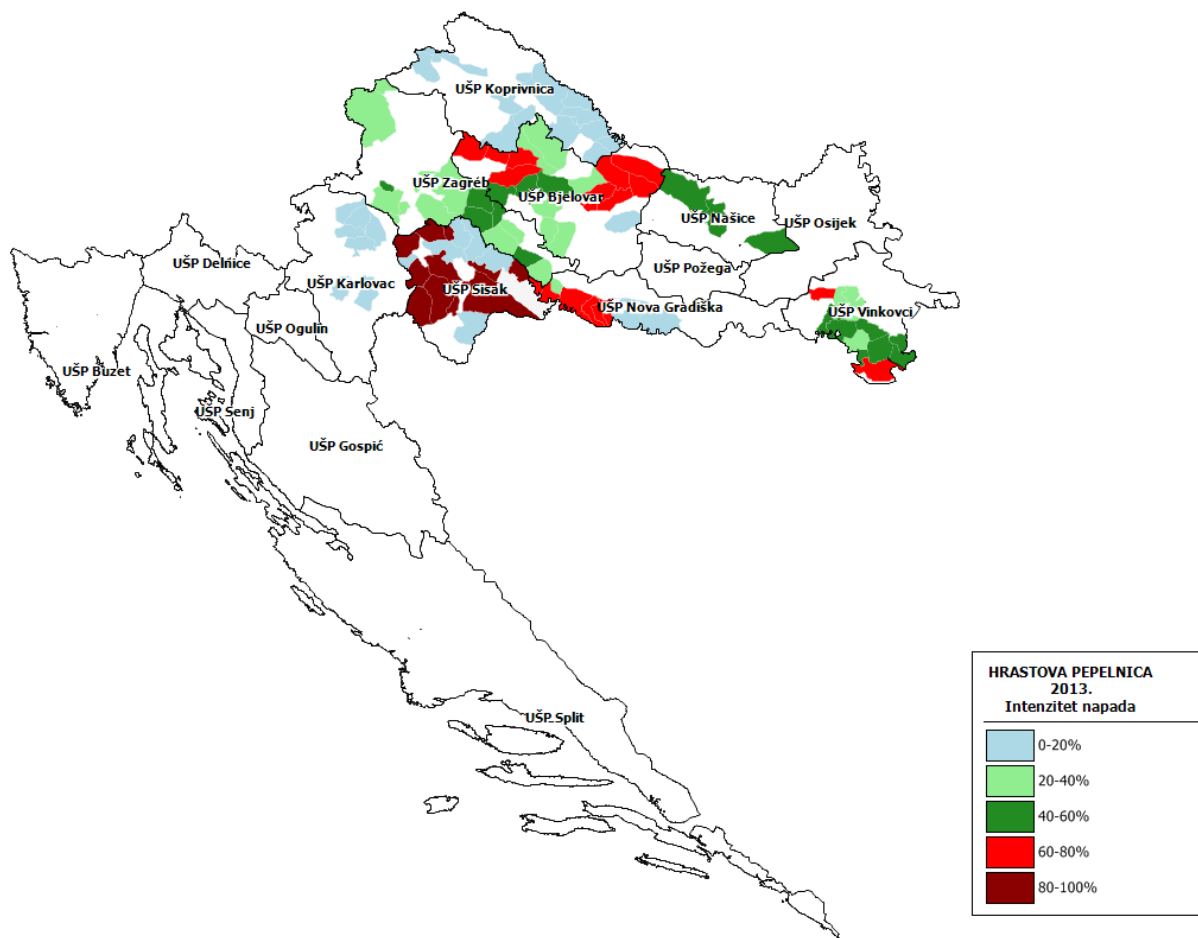 UŠP Koprivnica
UŠP Zagreb
UŠP Bjelovar
UŠP Našice
UŠP Osijek
UŠP Delnice
UŠP Požega
UŠP Karlovac
UŠP Sisak
UŠP Nova Gradiška
UŠP Vinkovci
UŠP Ogulin
UŠP Buzet
UŠP Senj
UŠP Gospić
UŠP Split
HRASTOVA PEPELNICA
2013.
Intenzitet napada
0-20%
20-40%
40-60%
60-80%
80-100%